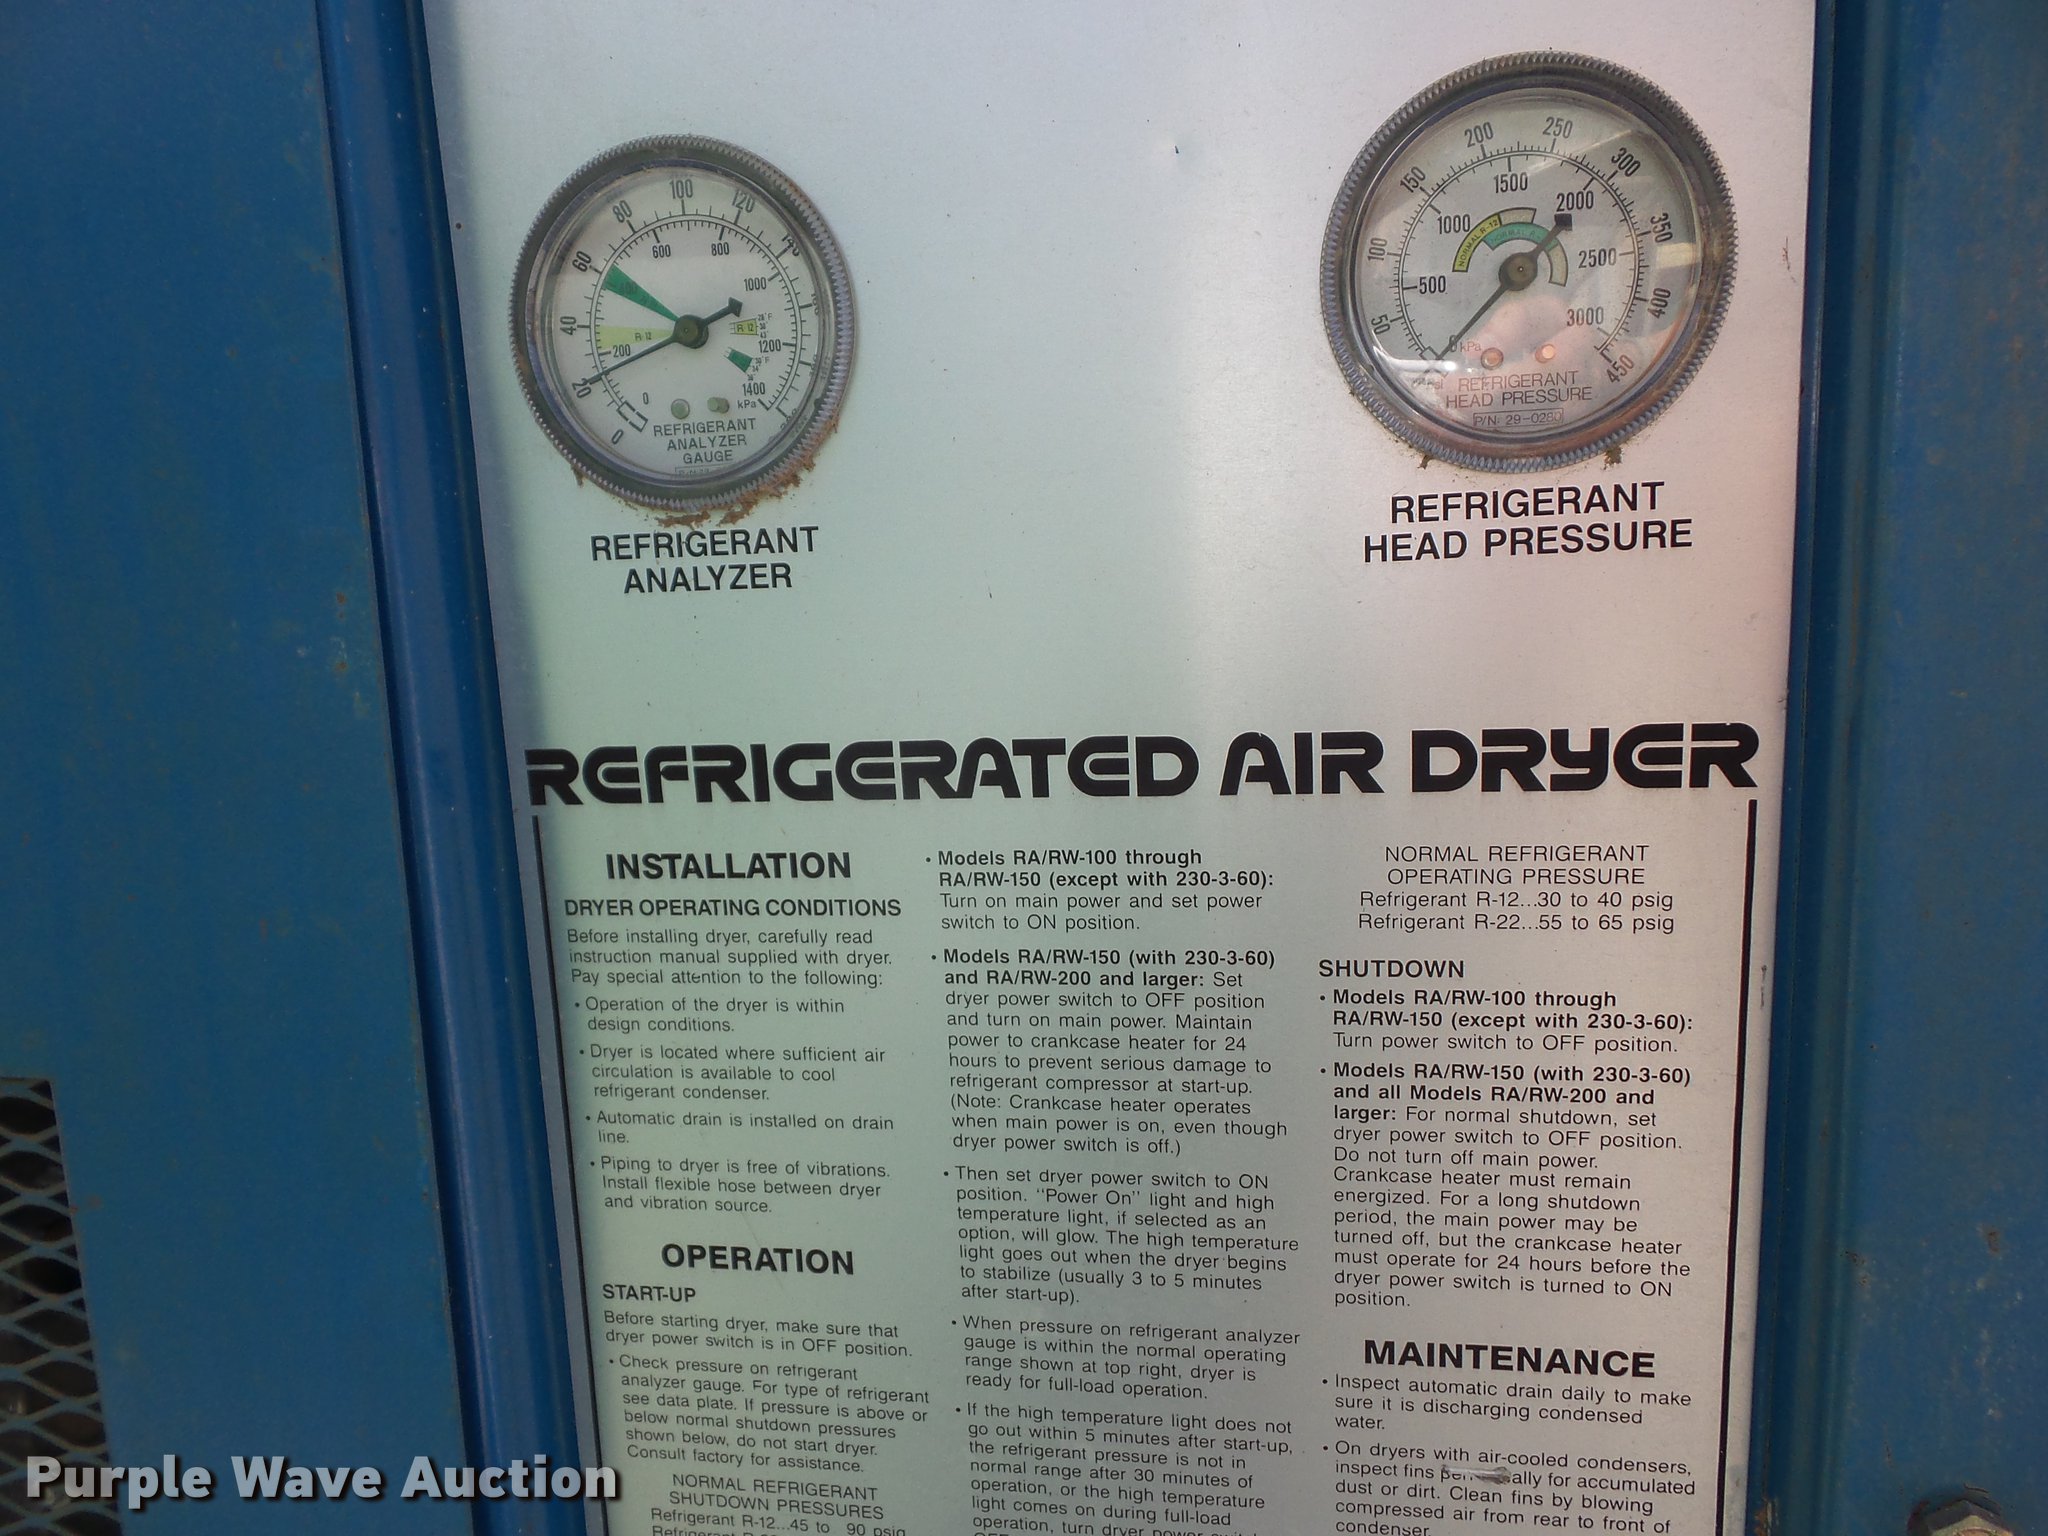 0
20
40
60
80
100
120
140
0
200
600
800
1000
1200
1400
kPa
R 12
R 12
REFRIGERANT
ANALYZER
GAUGE
REFRIGERANT
ANALYZER
50
100
150
200
250
300
350
400
450
0
500
1000
1500
2000
2500
3000
kPa
NORMAL R-12
NORMAL
REFRIGERANT
HEAD PRESSURE
P/N: 29-0280
REFRIGERANT
HEAD PRESSURE
REFRIGERATED AIR DRYER
INSTALLATION
DRYER OPERATING CONDITIONS
Before installing dryer, carefully read
instruction manual supplied with dryer.
Pay special attention to the following:
• Operation of the dryer is within
design conditions.
• Dryer is located where sufficient air
circulation is available to cool
refrigerant condenser.
• Automatic drain is installed on drain
line.
• Piping to dryer is free of vibrations.
Install flexible hose between dryer
and vibration source.
OPERATION
START-UP
Before starting dryer, make sure that
dryer power switch is in OFF position.
• Check pressure on refrigerant
analyzer gauge. For type of refrigerant
see data plate. If pressure is above or
below normal shutdown pressures
shown below, do not start dryer.
Consult factory for assistance.
NORMAL REFRIGERANT
SHUTDOWN PRESSURES
Refrigerant R-12...45 to 90 psig
• Models RA/RW-100 through
RA/RW-150 (except with 230-3-60):
Turn on main power and set power
switch to ON position.
• Models RA/RW-150 (with 230-3-60)
and RA/RW-200 and larger: Set
dryer power switch to OFF position
and turn on main power. Maintain
power to crankcase heater for 24
hours to prevent serious damage to
refrigerant compressor at start-up.
(Note: Crankcase heater operates
when main power is on, even though
dryer power switch is off.)
• Then set dryer power switch to ON
position. "Power On" light and high
temperature light, if selected as an
option, will glow. The high temperature
light goes out when the dryer begins
to stabilize (usually 3 to 5 minutes
after start-up).
• When pressure on refrigerant analyzer
gauge is within the normal operating
range shown at top right, dryer is
ready for full-load operation.
• If the high temperature light does not
go out within 5 minutes after start-up,
the refrigerant pressure is not in
normal range after 30 minutes of
operation, or the high temperature
light comes on during full-load
operation, turn dryer power
NORMAL REFRIGERANT
OPERATING PRESSURE
Refrigerant R-12...30 to 40 psig
Refrigerant R-22...55 to 65 psig
SHUTDOWN
• Models RA/RW-100 through
RA/RW-150 (except with 230-3-60):
Turn power switch to OFF position.
• Models RA/RW-150 (with 230-3-60)
and all Models RA/RW-200 and
larger: For normal shutdown, set
dryer power switch to OFF position.
Do not turn off main power.
Crankcase heater must remain
energized. For a long shutdown
period, the main power may be
turned off, but the crankcase heater
must operate for 24 hours before the
dryer power switch is turned to ON
position.
MAINTENANCE
• Inspect automatic drain daily to make
sure it is discharging condensed
water.
• On dryers with air-cooled condensers,
inspect fins for accumulated
dust or dirt. Clean fins by blowing
compressed air from rear to front of
condenser.
Purple Wave Auction